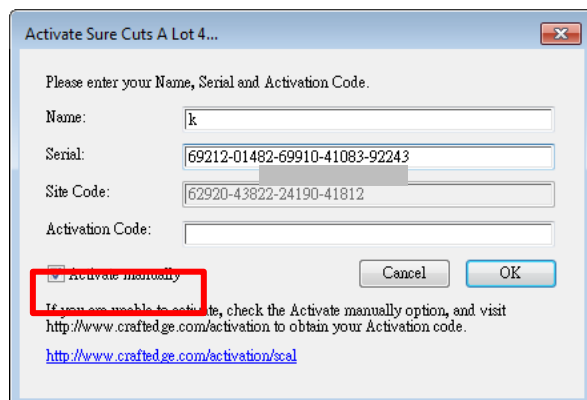 Activate Sure Cuts A Lot 4...
Please enter your Name, Serial and Activation Code.
Name: k
Serial: 69212-01482-69910-41083-92243
Site Code: 62920-43822-24190-41812
Activation Code:
Activate manually Cancel OK
If you are unable to activate, check the Activate manually option, and visit
http://www.craftedge.com/activation to obtain your Activation code.
http://www.craftedge.com/activation/scal